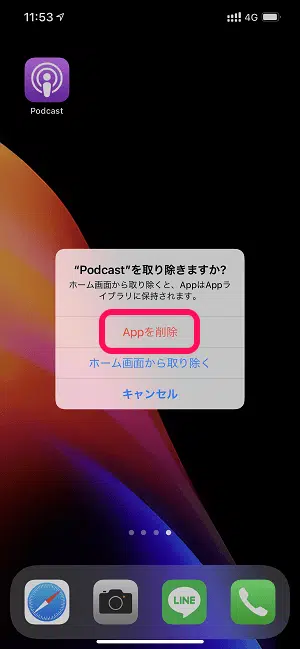 11:53
4G
Podcast
“Podcast”を取り除きますか?
ホーム画面から取り除くと、AppはAppラ
イブラリに保持されます。
Appを削除
ホーム画面から取り除く
キャンセル
LINE